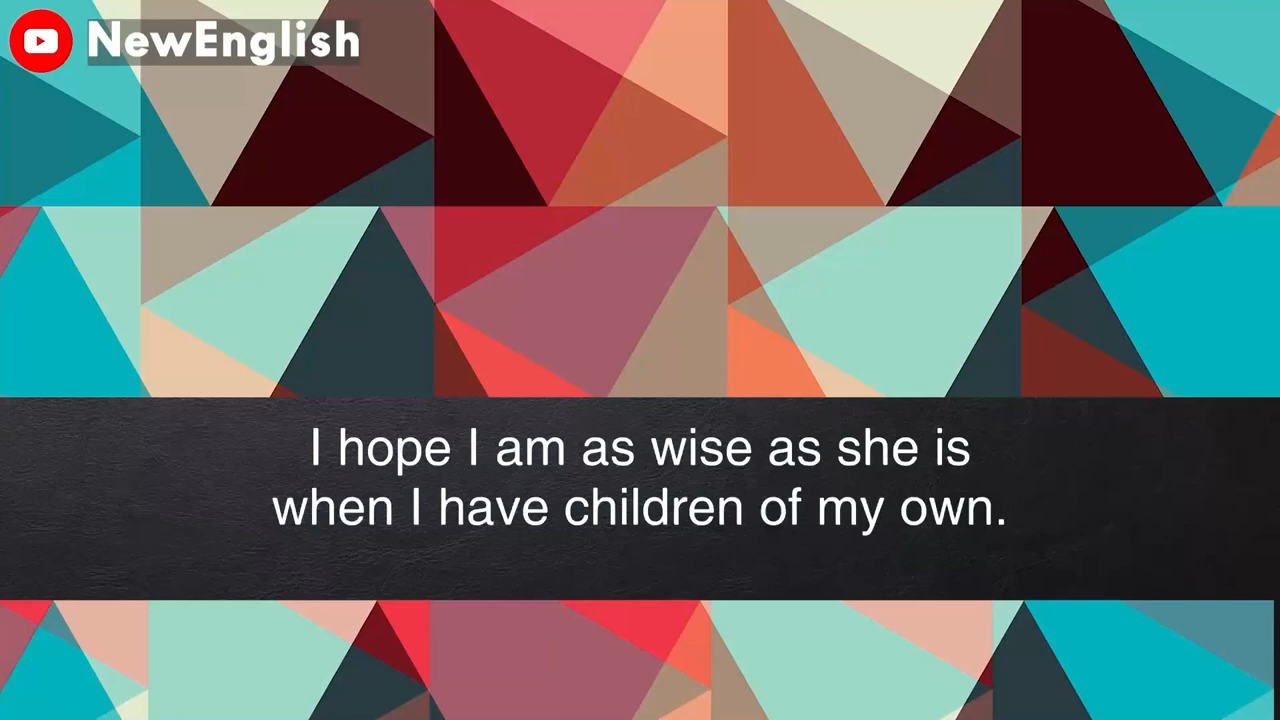 NewEnglish
I hope I am as wise as she is
when I have children of my own.